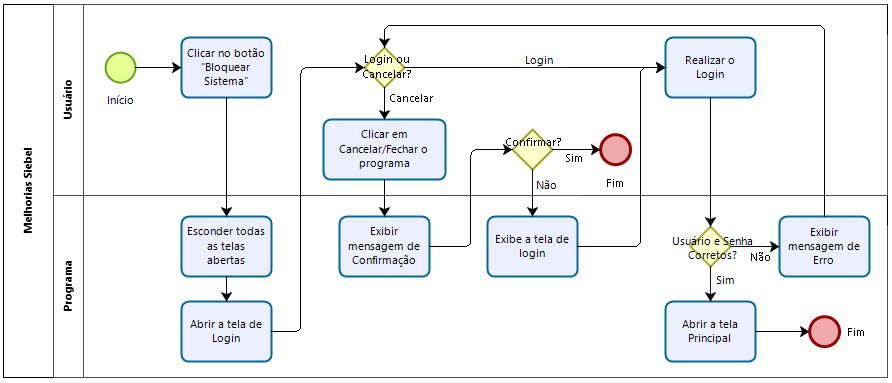 Melhorias Siebel
Usuário
Início
Clicar no botão
"Bloquear
Sistema"
Login ou
Cancelar?
Login
Realizar o
Login
Cancelar
Clicar em
Cancelar/Fechar o
programa
Confirmar?
Sim
Fim
Não
Programa
Esconder todas
as telas
abertas
Exibir
mensagem de
Confirmação
Exibe a tela de
login
Usuário e Senha
Corretos?
Não
Exibir
mensagem de
Erro
Sim
Abrir a tela de
Login
Abrir a tela
Principal
Fim